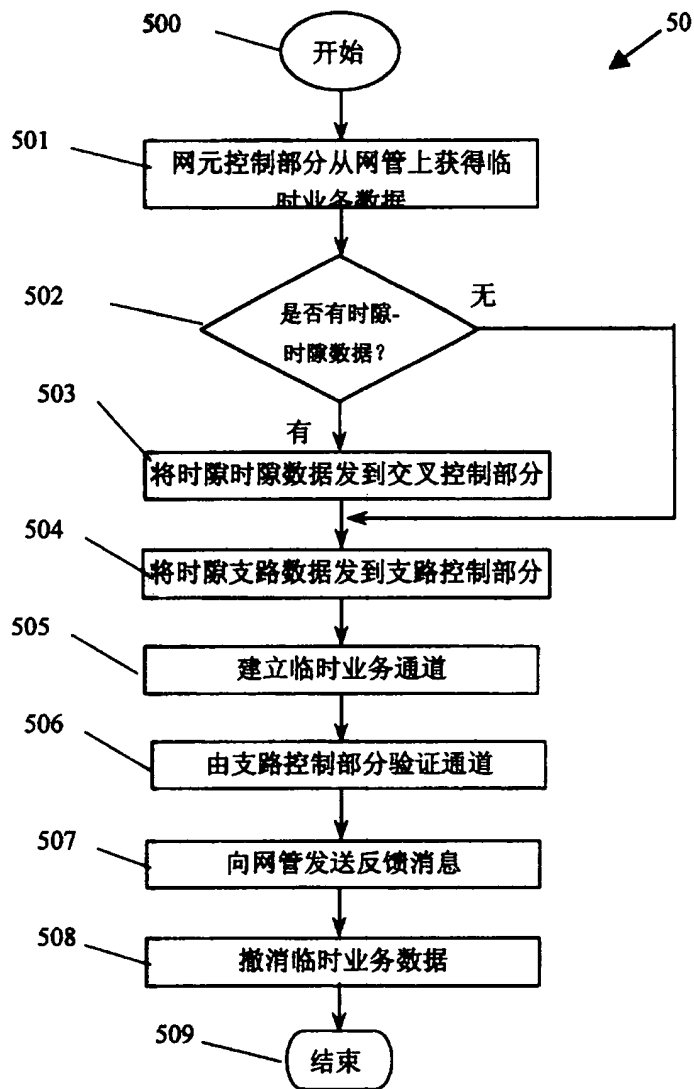 500
开始
50
501
网元控制部分从网管上获得临
时业务数据
502
是否有时隙-
时隙数据?
无
503
有
将时隙时隙数据发到交叉控制部分
504
将时隙支路数据发到支路控制部分
505
建立临时业务通道
506
由支路控制部分验证通道
507
向网管发送反馈消息
508
撤消临时业务数据
509
结束